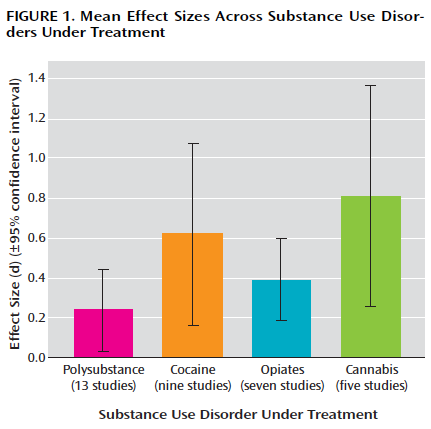 FIGURE 1. Mean Effect Sizes Across Substance Use Disor-
ders Under Treatment
Effect Size (d) (±95% confidence interval)
1.4
1.2
1.0
0.8
0.6
0.4
0.2
0.0
Polysubstance Cocaine Opiates Cannabis
(13 studies) (nine studies) (seven studies) (five studies)
Substance Use Disorder Under Treatment